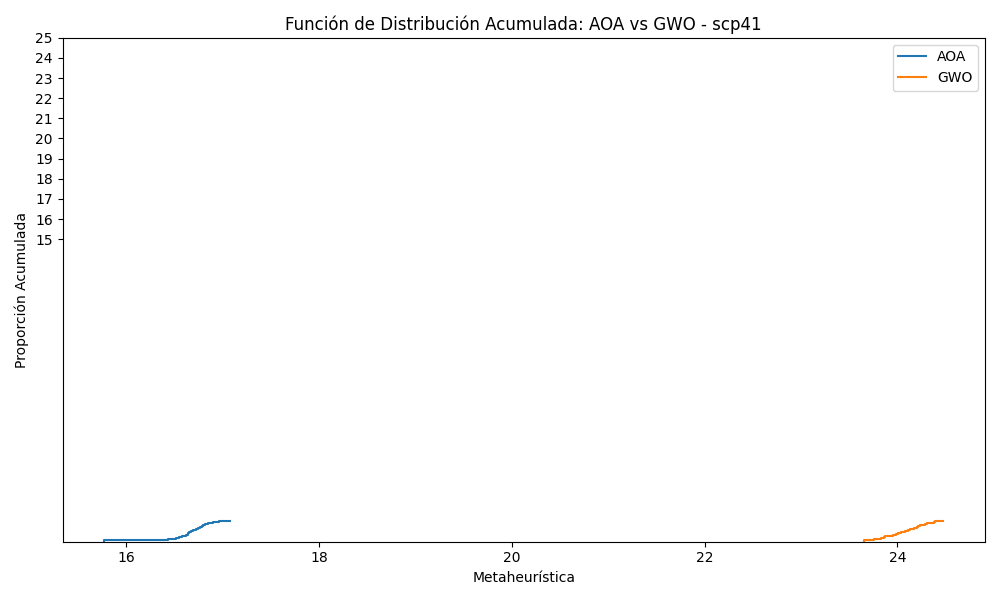 Función de Distribución Acumulada: AOA vs GWO - scp41
AOA
GWO
Proporción Acumulada
25
24
23
22
21
20
19
18
17
16
15
16 18 20 22 24
Metaheurística